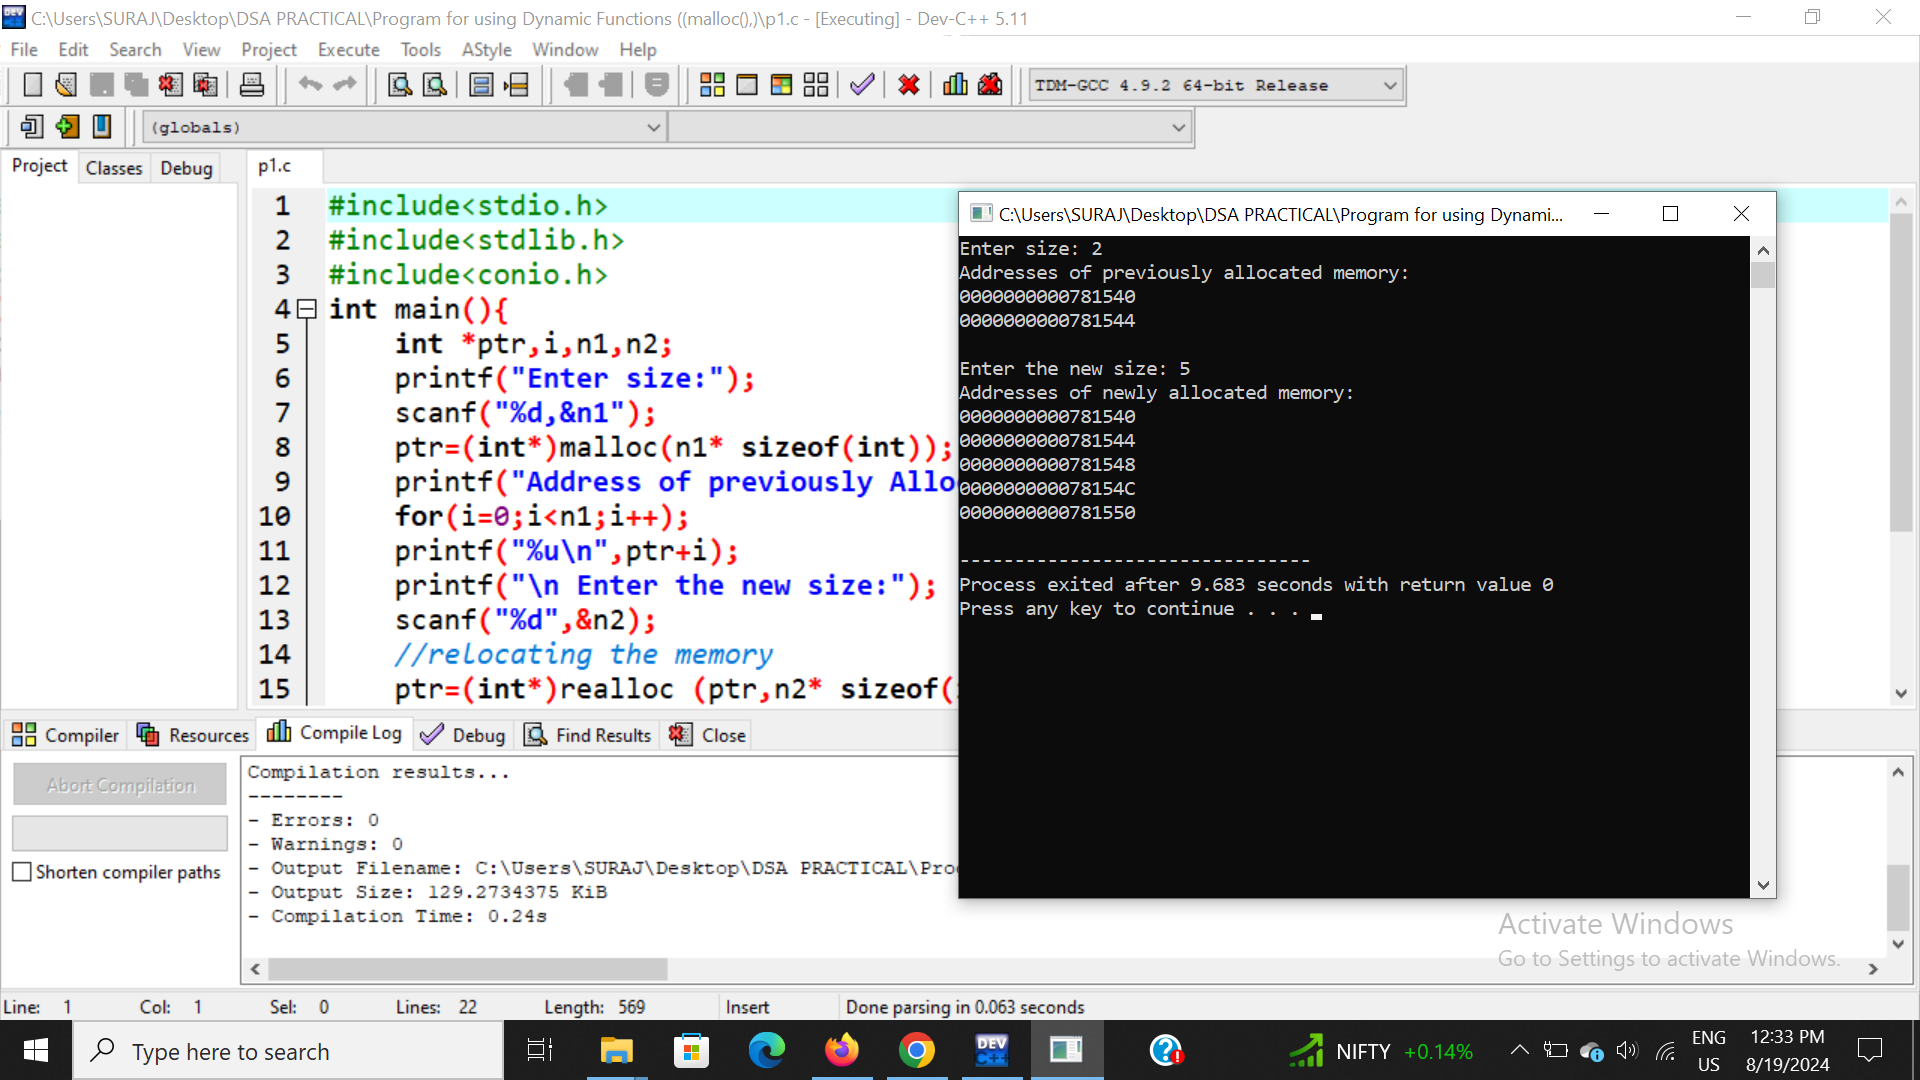 C:\Users\SURAJ\Desktop\DSA PRACTICAL\Program for using Dynamic Functions ((malloc(),)\p1.c - [Executing] - Dev-C++ 5.11
File Edit Search View Project Execute Tools AStyle Window Help
TDM-GCC 4.9.2 64-bit Release
(globals)
Project Classes Debug
p1.c
1 #include<stdio.h>
2 #include<stdlib.h>
3 #include<conio.h>
4 int main(){
5 int *ptr,i,n1,n2;
6 printf("Enter size:");
7 scanf("%d,&n1");
8 ptr=(int*)malloc(n1* sizeof(int));
9 printf("Address of previously Allo
10 for(i=0;i<n1;i++);
11 printf("%u\n",ptr+i);
12 printf("\n Enter the new size:");
13 scanf("%d",&n2);
14 //relocating the memory
15 ptr=(int*)realloc (ptr,n2* sizeof(
C:\Users\SURAJ\Desktop\DSA PRACTICAL\Program for using Dynami...
Enter size: 2
Addresses of previously allocated memory:
0000000000781540
0000000000781544
Enter the new size: 5
Addresses of newly allocated memory:
0000000000781540
0000000000781544
0000000000781548
000000000078154C
0000000000781550
--------------------------------
Process exited after 9.683 seconds with return value 0
Press any key to continue . . .
Compiler Resources Compile Log Debug Find Results Close
Abort Compilation
Shorten compiler paths
Compilation results...
--------
- Errors: 0
- Warnings: 0
- Output Filename: C:\Users\SURAJ\Desktop\DSA PRACTICAL\Pro
- Output Size: 129.2734375 KiB
- Compilation Time: 0.24s
Activate Windows
Go to Settings to activate Windows.
Line: 1 Col: 1 Sel: 0 Lines: 22 Length: 569 Insert Done parsing in 0.063 seconds
Type here to search
DEV C++
NIFTY +0.14%
ENG US
12:33 PM
8/19/2024